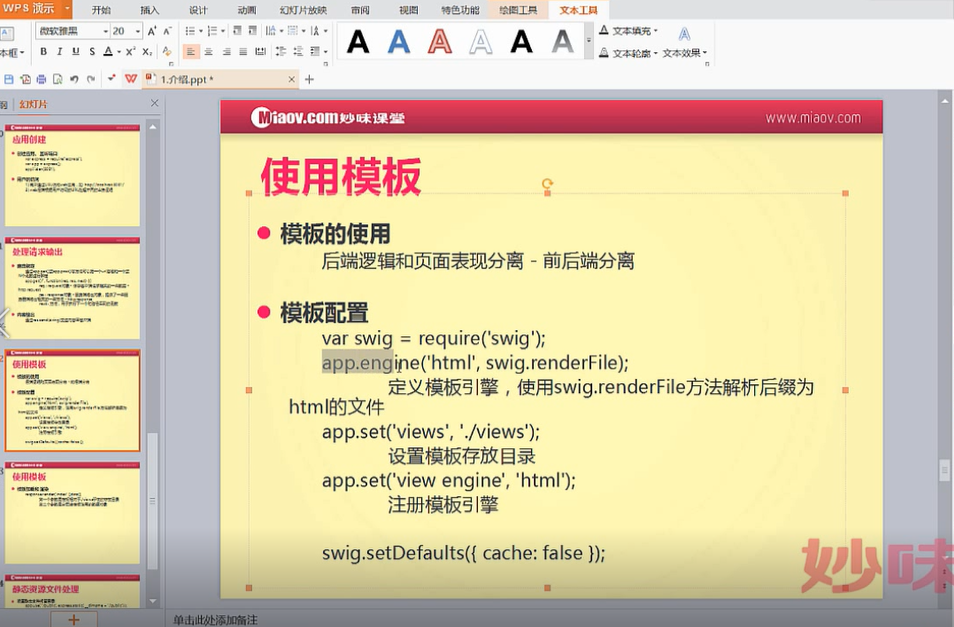 WPS 演示
开始
插入
设计
动画
幻灯片放映
审阅
视图
特色功能
绘图工具
文本工具
微软雅黑
20
文本填充
文本轮廓
文本效果
1.介绍.ppt *
幻灯片
应用创建
处理请求输出
使用模板
使用模板
静态资源文件处理
Miaov.com妙味课堂
www.miaov.com
使用模板
模板的使用
后端逻辑和页面表现分离 - 前后端分离
模板配置
var swig = require('swig');
app.engine('html', swig.renderFile);
定义模板引擎，使用swig.renderFile方法解析后缀为
html的文件
app.set('views', './views');
设置模板存放目录
app.set('view engine', 'html');
注册模板引擎
swig.setDefaults({ cache: false });
妙味
单击此处添加备注